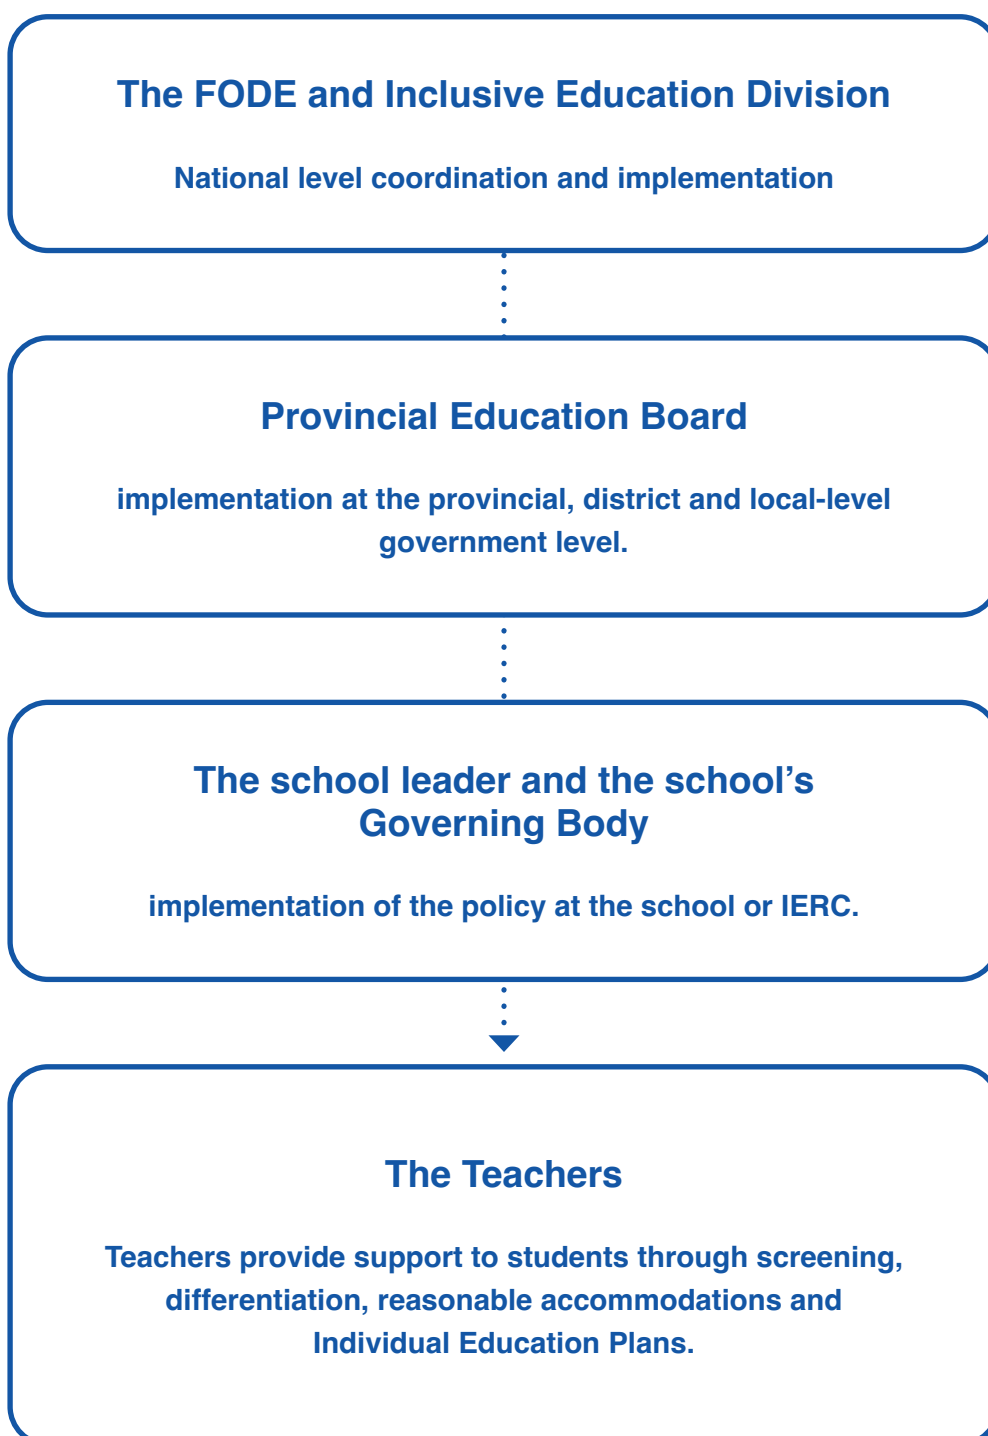 The FODE and Inclusive Education Division
National level coordination and implementation
Provincial Education Board
implementation at the provincial, district and local-level
government level.
The school leader and the school’s
Governing Body
implementation of the policy at the school or IERC.
The Teachers
Teachers provide support to students through screening,
differentiation, reasonable accommodations and
Individual Education Plans.